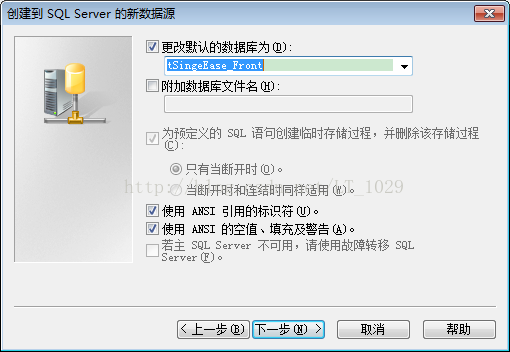 创建到 SQL Server 的新数据源
更改默认的数据库为(D):
tSingeEase_Front
附加数据库文件名(H):
为预定义的 SQL 语句创建临时存储过程，并删除该存储过程
(C):
只有当断开时(O)。
当断开时和连结时同样适用(W)。
使用 ANSI 引用的标识符(U)。
使用 ANSI 的空值、填充及警告(A)。
若主 SQL Server 不可用，请使用故障转移 SQL
Server(F)。
< 上一步(B)
下一步(N) >
取消
帮助